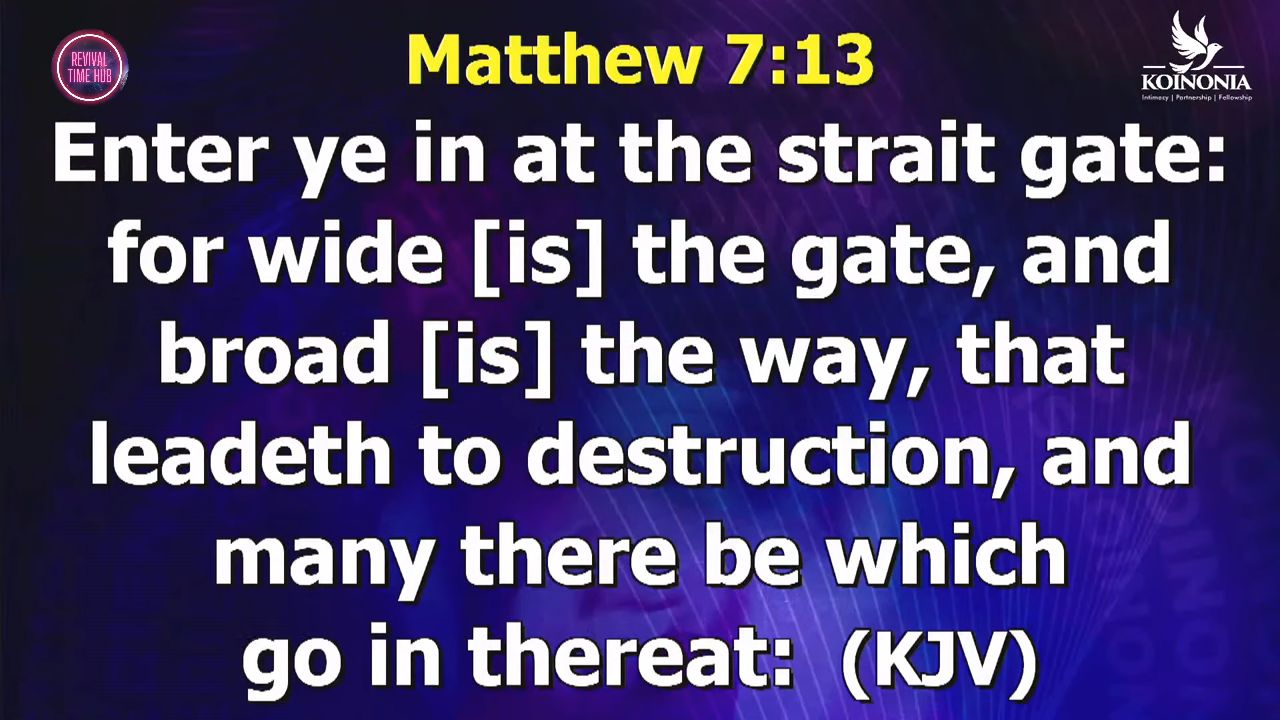 REVIVAL
TIME HUB
Matthew 7:13
KOINONIA
Intimacy | Partnership | Fellowship
Enter ye in at the strait gate:
for wide [is] the gate, and
broad [is] the way, that
leadeth to destruction, and
many there be which
go in thereat: (KJV)